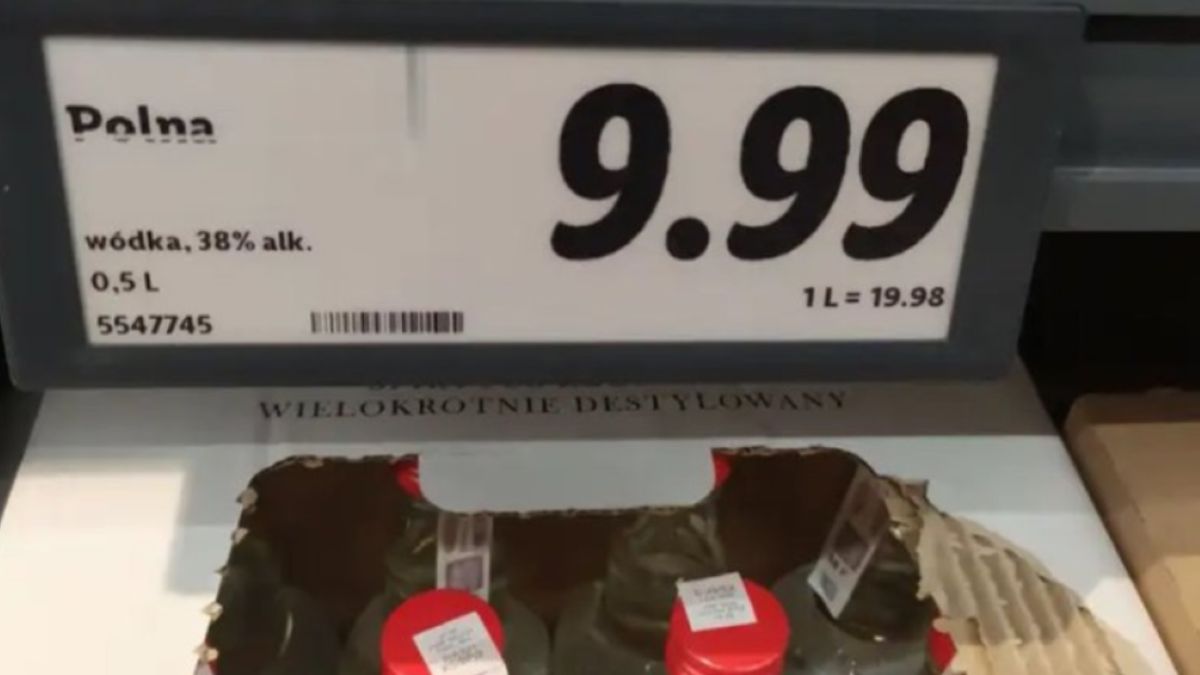 Polna
9.99
wódka, 38% alk.
0,5 L
1 L = 19.98
5547745
WIELOKROTNIE DESTYLOWANY